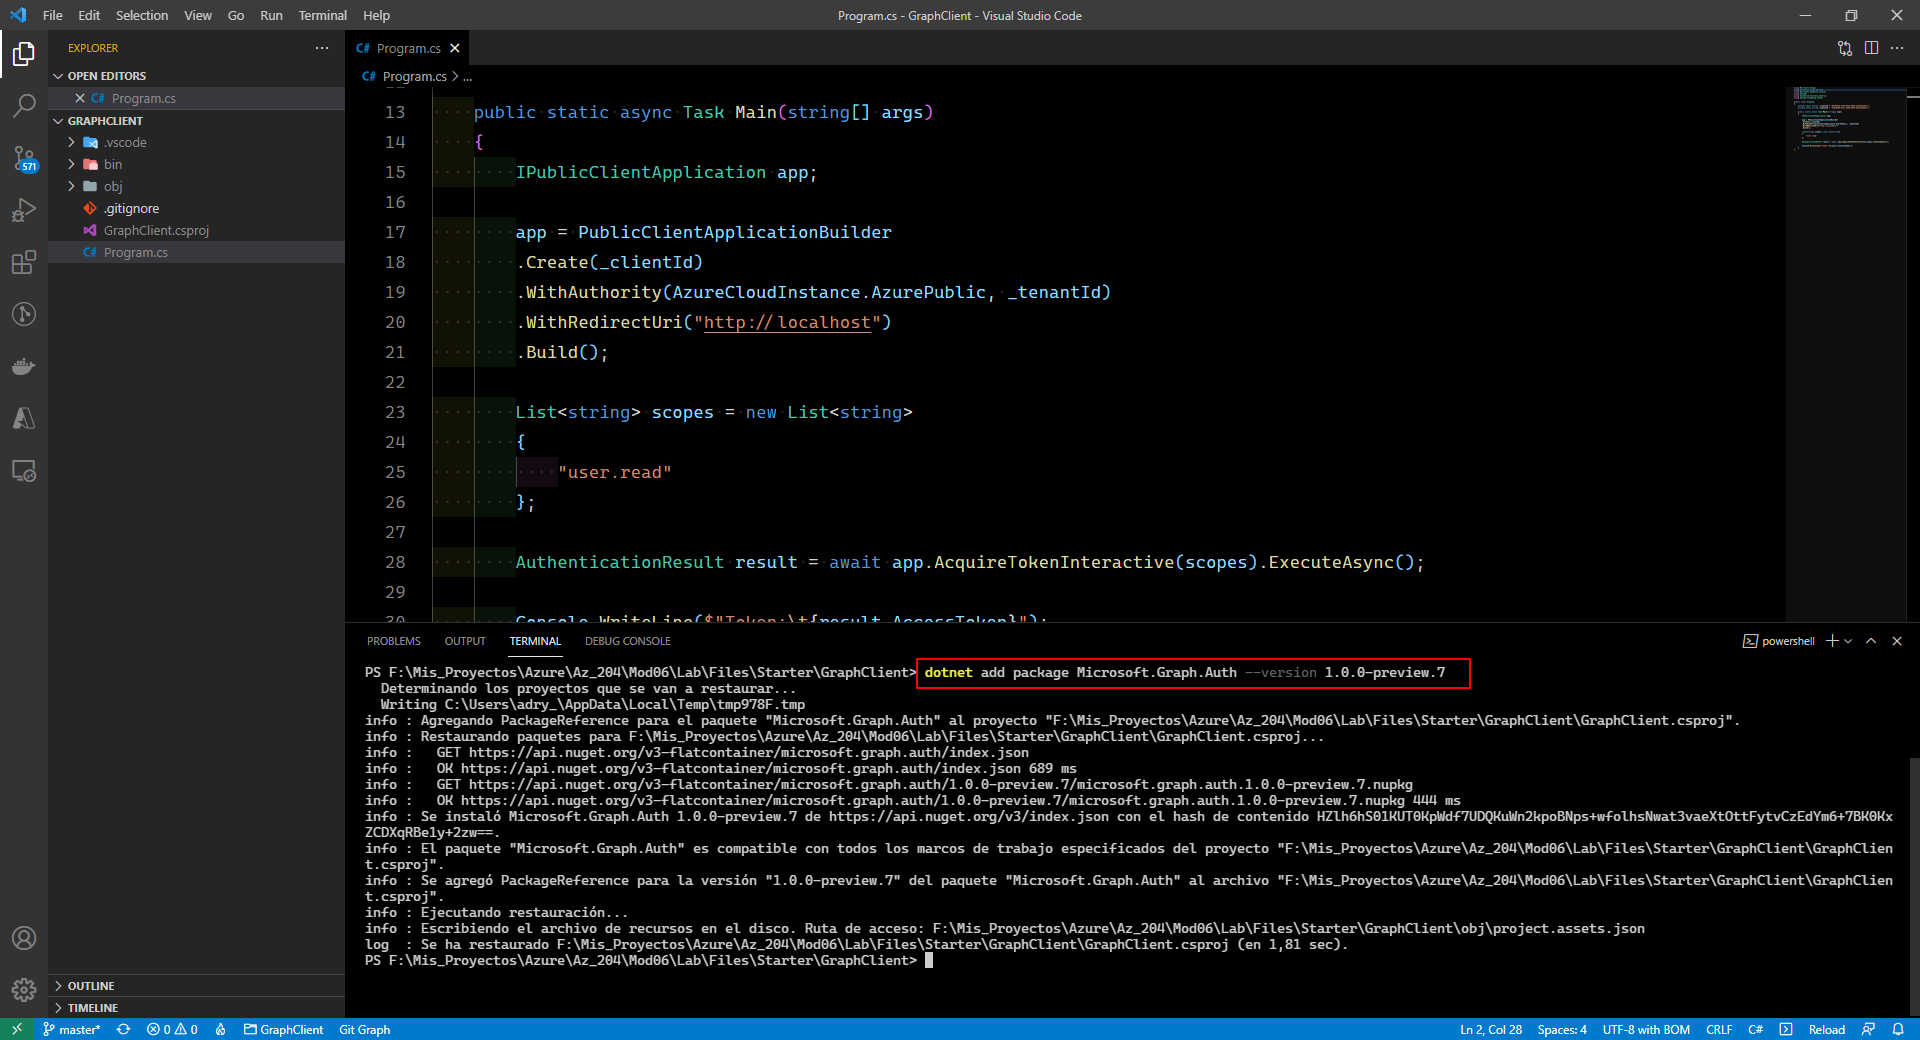 File Edit Selection View Go Run Terminal Help
Program.cs - GraphClient - Visual Studio Code
EXPLORER
OPEN EDITORS
C# Program.cs
GRAPHCLIENT
.vscode
bin
obj
.gitignore
GraphClient.csproj
C# Program.cs
571
OUTLINE
TIMELINE
C# Program.cs
C# Program.cs > ...
13 public static async Task Main(string[] args)
14 {
15 IPublicClientApplication app;
16
17 app = PublicClientApplicationBuilder
18 .Create(_clientId)
19 .WithAuthority(AzureCloudInstance.AzurePublic, _tenantId)
20 .WithRedirectUri("http://localhost")
21 .Build();
22
23 List<string> scopes = new List<string>
24 {
25 "user.read"
26 };
27
28 AuthenticationResult result = await app.AcquireTokenInteractive(scopes).ExecuteAsync();
29
30 Console.WriteLine($"Token:\t{result.AccessToken}");
PROBLEMS OUTPUT TERMINAL DEBUG CONSOLE
powershell
PS F:\Mis_Proyectos\Azure\Az_204\Mod06\Lab\Files\Starter\GraphClient> dotnet add package Microsoft.Graph.Auth --version 1.0.0-preview.7
Determinando los proyectos que se van a restaurar...
Writing C:\Users\adry_\AppData\Local\Temp\tmp978F.tmp
info : Agregando PackageReference para el paquete "Microsoft.Graph.Auth" al proyecto "F:\Mis_Proyectos\Azure\Az_204\Mod06\Lab\Files\Starter\GraphClient\GraphClient.csproj".
info : Restaurando paquetes para F:\Mis_Proyectos\Azure\Az_204\Mod06\Lab\Files\Starter\GraphClient\GraphClient.csproj...
info :   GET https://api.nuget.org/v3-flatcontainer/microsoft.graph.auth/index.json
info :   OK https://api.nuget.org/v3-flatcontainer/microsoft.graph.auth/index.json 689 ms
info :   GET https://api.nuget.org/v3-flatcontainer/microsoft.graph.auth/1.0.0-preview.7/microsoft.graph.auth.1.0.0-preview.7.nupkg
info :   OK https://api.nuget.org/v3-flatcontainer/microsoft.graph.auth/1.0.0-preview.7/microsoft.graph.auth.1.0.0-preview.7.nupkg 444 ms
info : Se instaló Microsoft.Graph.Auth 1.0.0-preview.7 de https://api.nuget.org/v3/index.json con el hash de contenido HZlh6hS01KUT0KpWdf7UDQKuWn2kpoBNps+wfolhsNwat3vaeXtOttFytvCzEdYm6+7BK0Kx
ZCDXqRBe1y+2zw==.
info : El paquete "Microsoft.Graph.Auth" es compatible con todos los marcos de trabajo especificados del proyecto "F:\Mis_Proyectos\Azure\Az_204\Mod06\Lab\Files\Starter\GraphClient\GraphClien
t.csproj".
info : Se agregó PackageReference para la versión "1.0.0-preview.7" del paquete "Microsoft.Graph.Auth" al archivo "F:\Mis_Proyectos\Azure\Az_204\Mod06\Lab\Files\Starter\GraphClient\GraphClien
t.csproj".
info : Ejecutando restauración...
info : Escribiendo el archivo de recursos en el disco. Ruta de acceso: F:\Mis_Proyectos\Azure\Az_204\Mod06\Lab\Files\Starter\GraphClient\obj\project.assets.json
log  : Se ha restaurado F:\Mis_Proyectos\Azure\Az_204\Mod06\Lab\Files\Starter\GraphClient\GraphClient.csproj (en 1,81 sec).
PS F:\Mis_Proyectos\Azure\Az_204\Mod06\Lab\Files\Starter\GraphClient>
master* 0 0 GraphClient Git Graph
Ln 2, Col 28 Spaces: 4 UTF-8 with BOM CRLF C# Reload